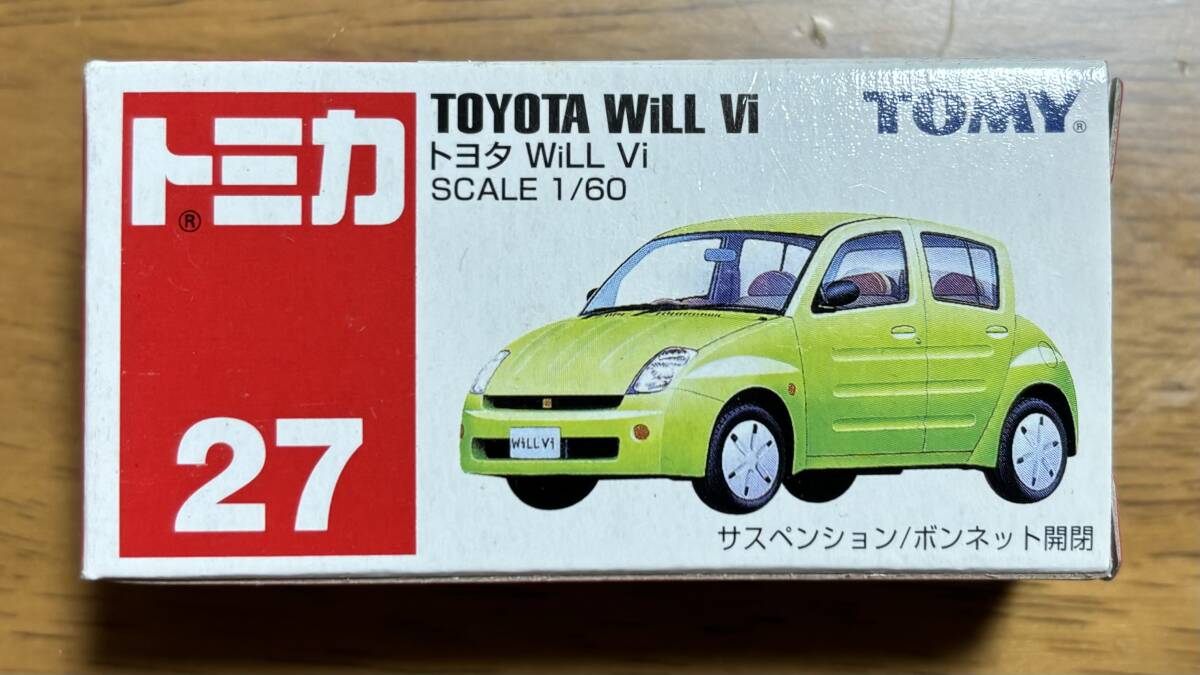 トミカ®
27
TOYOTA WiLL Vi
トヨタ WiLL Vi
SCALE 1/60
TOMY®
WiLL Vi
サスペンション/ボンネット開閉